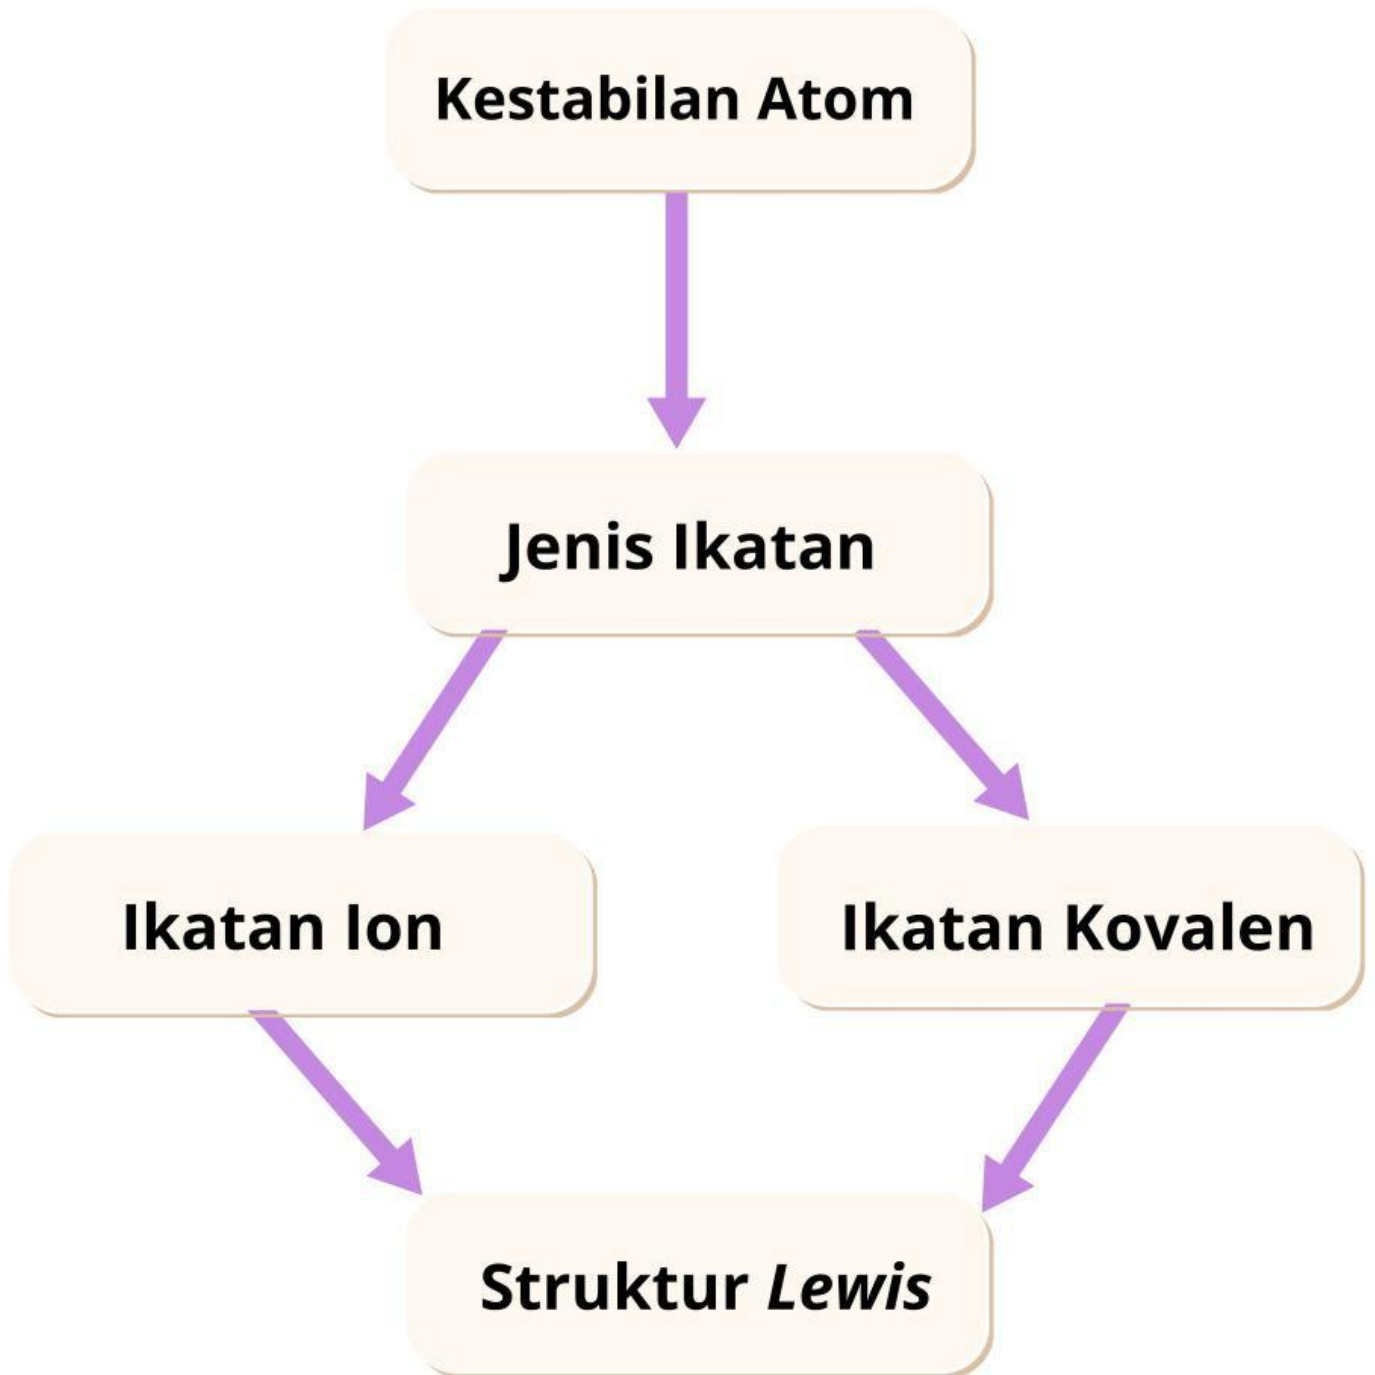 Kestabilan Atom
Jenis Ikatan
Ikatan Ion
Ikatan Kovalen
Struktur Lewis